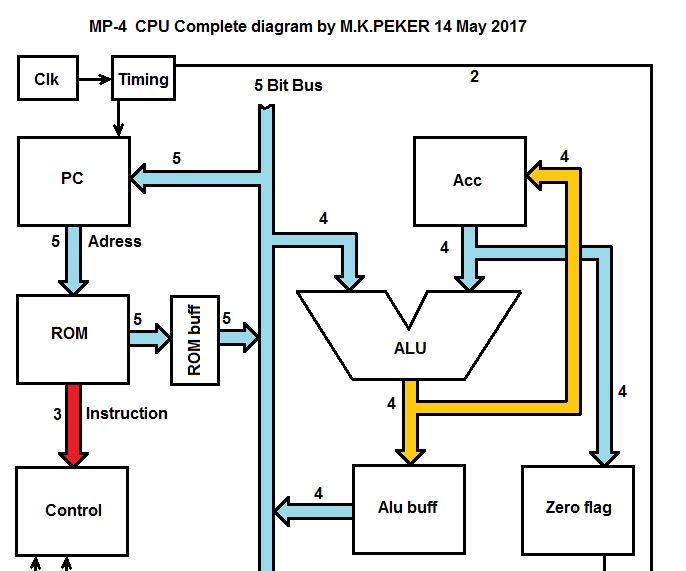 MP-4 CPU Complete diagram by M.K.PEKER 14 May 2017
Clk
Timing
2
5 Bit Bus
PC
5
Acc
4
4
5
Adress
4
ROM
5
ROM buff
5
ALU
4
4
3
Instruction
Control
4
Alu buff
Zero flag